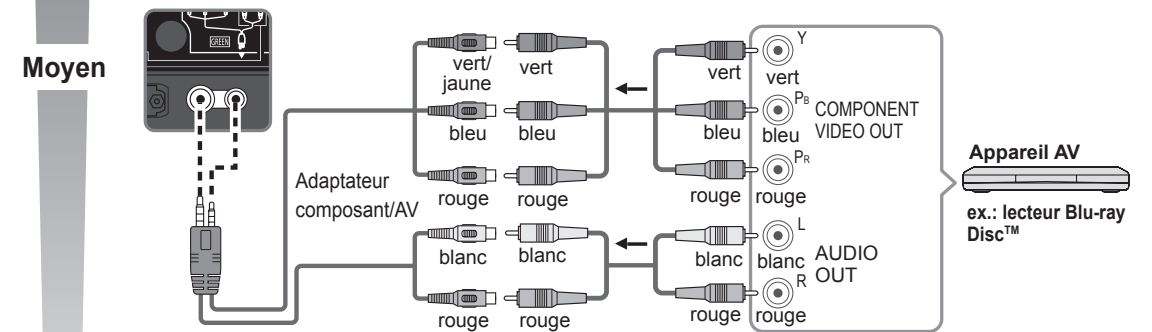 Moyen
GREEN
vert/
jaune
vert
vert
vert
Y
bleu
bleu
bleu
bleu
PB
COMPONENT
VIDEO OUT
rouge
rouge
rouge
rouge
PR
Adaptateur
composant/AV
blanc
blanc
blanc
blanc
L
AUDIO
OUT
rouge
rouge
rouge
rouge
R
Appareil AV
ex.: lecteur Blu-ray
Disc™